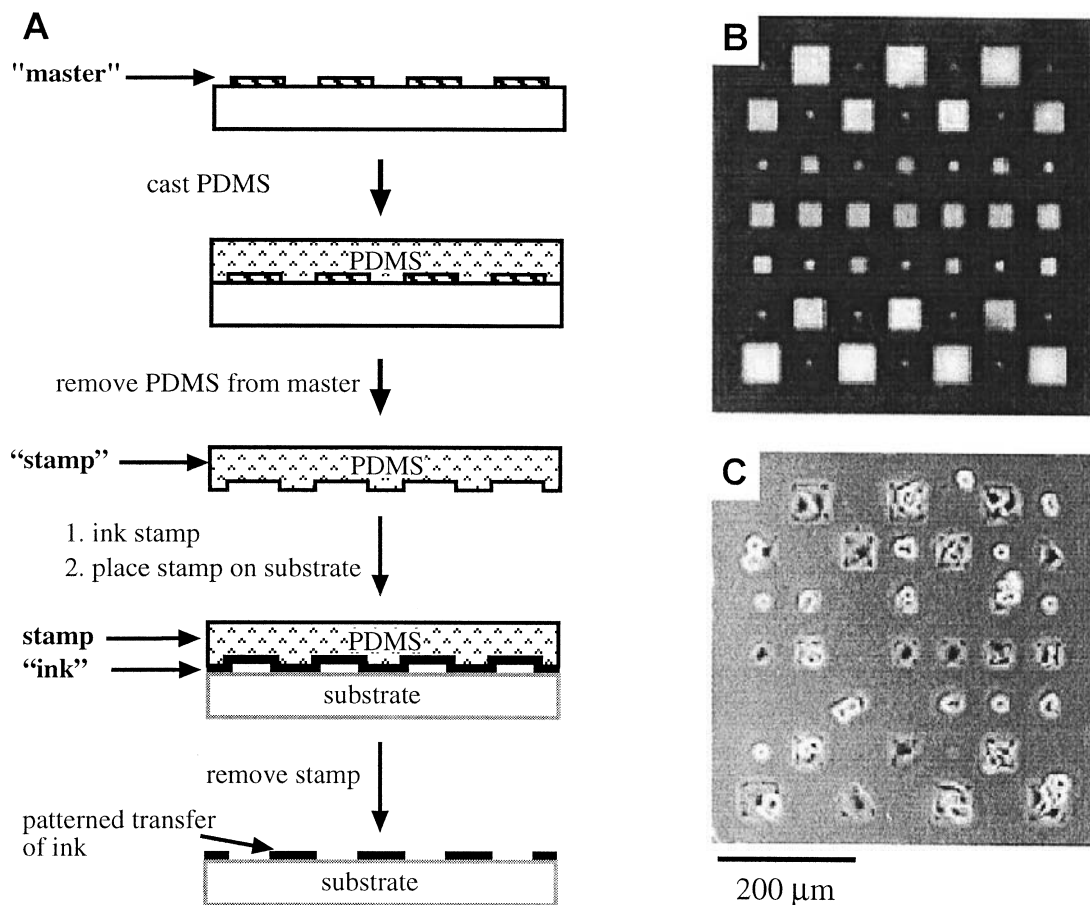 A
"master"
cast PDMS
PDMS
remove PDMS from master
“stamp”
PDMS
1. ink stamp
2. place stamp on substrate
stamp
PDMS
“ink”
substrate
remove stamp
patterned transfer
of ink
substrate
B
C
200 μm